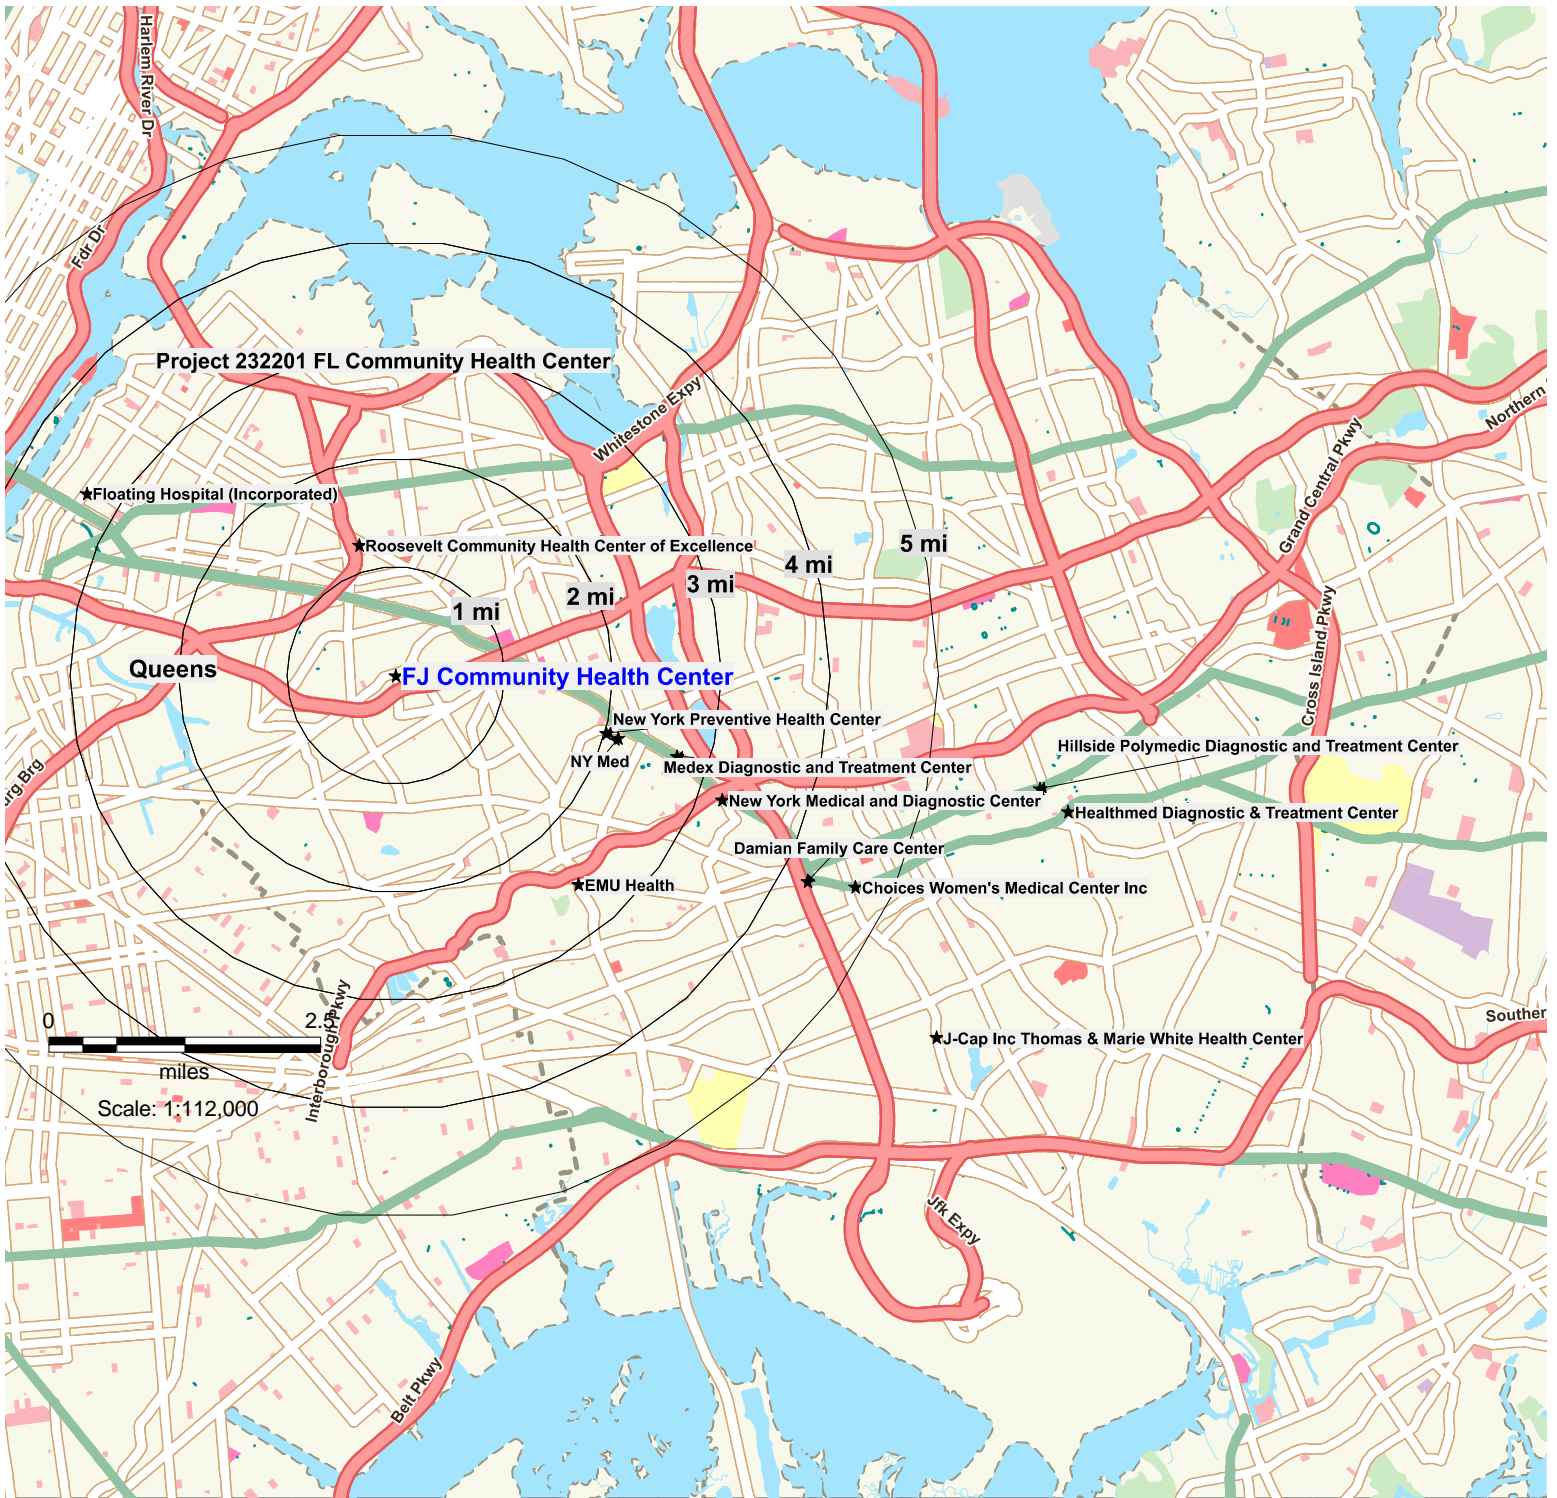 Harlem River Dr
Fdr Dr
Project 232201 FL Community Health Center
Whitestone Expy
Northern
Grand Central Pkwy
Floating Hospital (Incorporated)
Roosevelt Community Health Center of Excellence
5 mi
4 mi
3 mi
2 mi
1 mi
Queens
FJ Community Health Center
Cross Island Pkwy
New York Preventive Health Center
Hillside Polymedic Diagnostic and Treatment Center
NY Med
Medex Diagnostic and Treatment Center
urg Brg
New York Medical and Diagnostic Center
Healthmed Diagnostic & Treatment Center
Damian Family Care Center
EMU Health
Choices Women's Medical Center Inc
Interborough Pkwy
0
2.5
miles
Scale: 1:112,000
Souther
J-Cap Inc Thomas & Marie White Health Center
Jfk Expy
Belt Pkwy